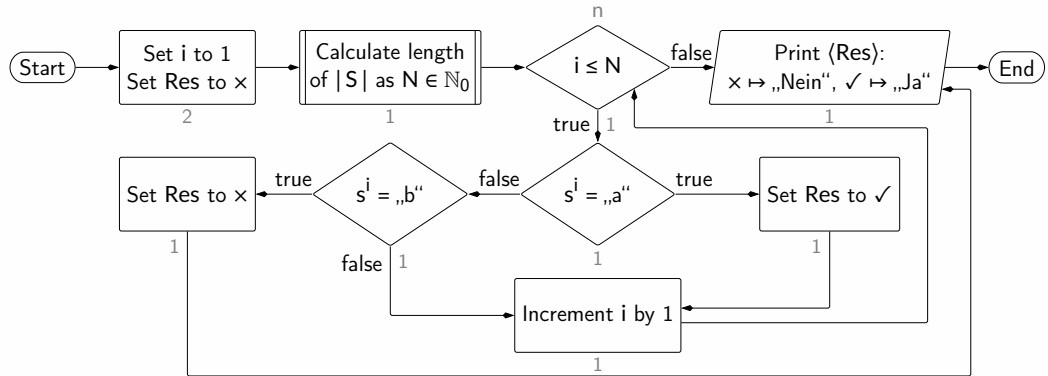 n
Start
Set i to 1
Set Res to ×
2
Calculate length
of |S| as N ∈ ℕ₀
1
i ≤ N
false
true
1
Print ⟨Res⟩:
× ↦ „Nein“, ✓ ↦ „Ja“
1
End
Set Res to ×
1
true
sⁱ = „b“
false
1
false
sⁱ = „a“
1
true
Set Res to ✓
1
Increment i by 1
1